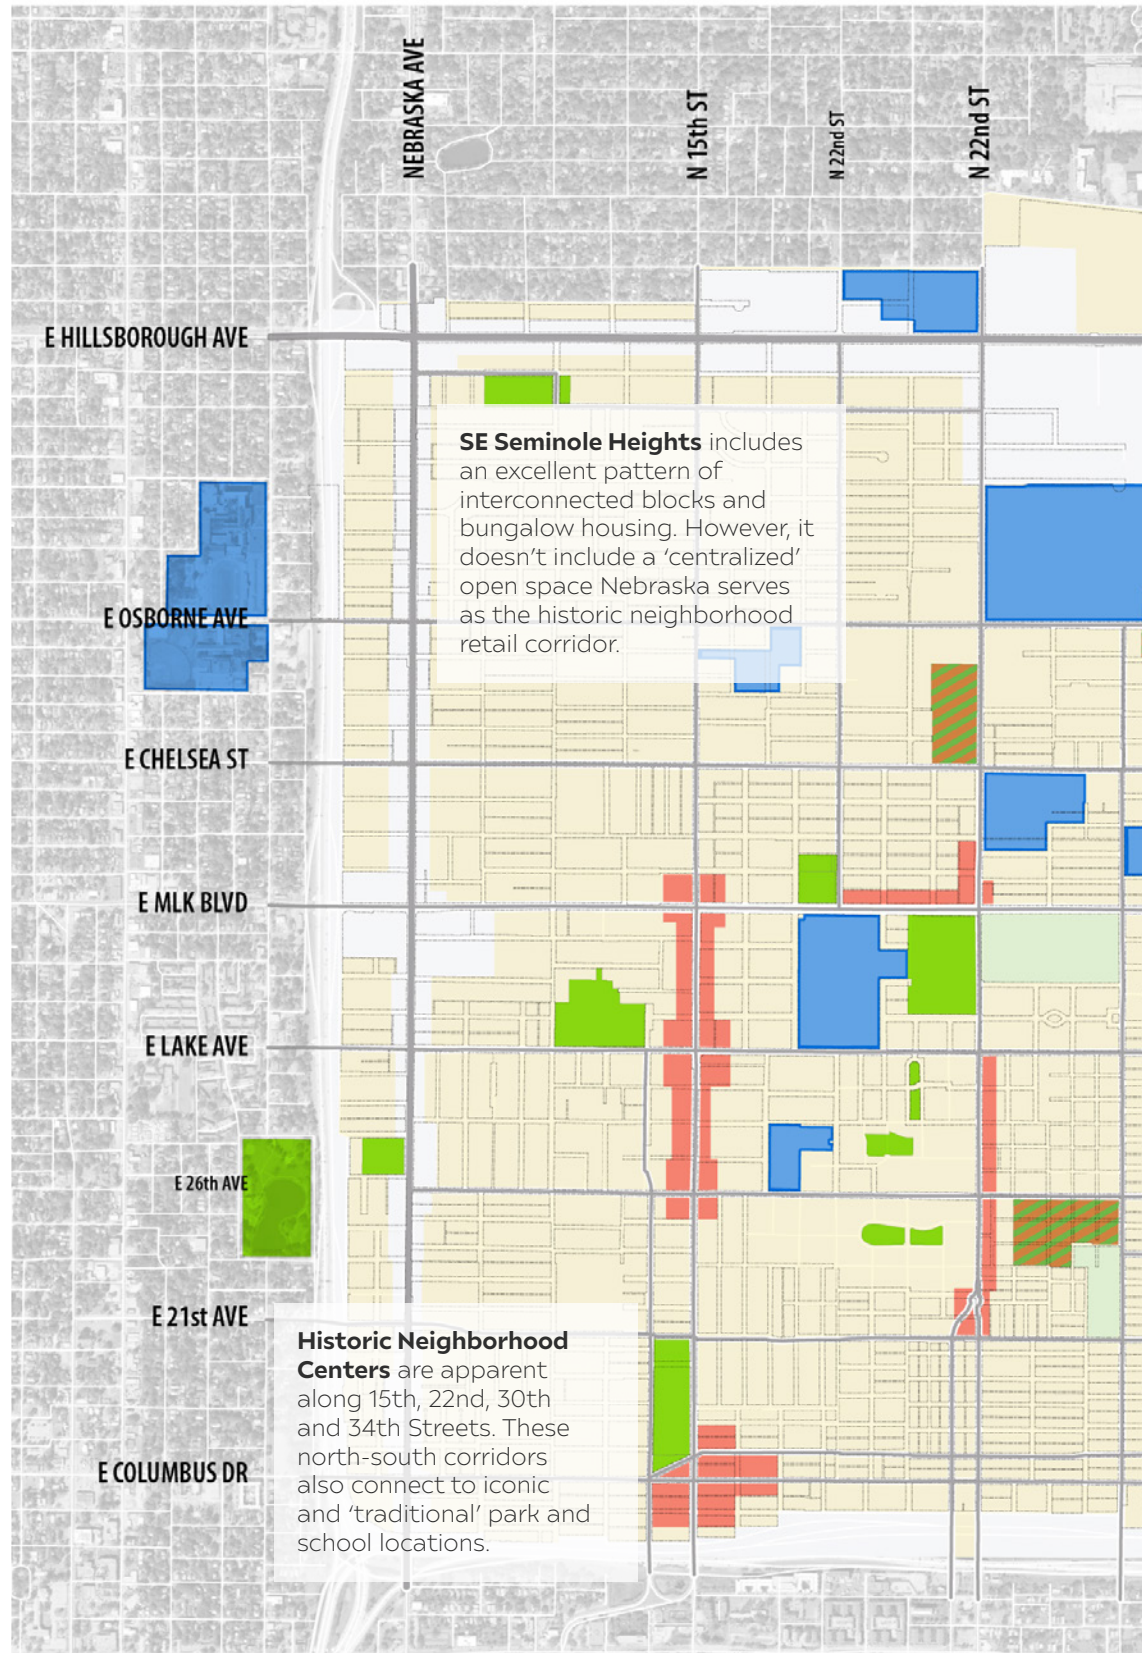 NEBRASKA AVE
N 15th ST
N 22nd ST
N 22nd ST
E HILLSBOROUGH AVE
SE Seminole Heights includes
an excellent pattern of
interconnected blocks and
bungalow housing. However, it
doesn't include a 'centralized'
open space Nebraska serves
as the historic neighborhood
retail corridor.
E OSBORNE AVE
E CHELSEA ST
E MLK BLVD
E LAKE AVE
E 26th AVE
E 21st AVE
Historic Neighborhood
Centers are apparent
along 15th, 22nd, 30th
and 34th Streets. These
north-south corridors
also connect to iconic
and 'traditional' park and
school locations.
E COLUMBUS DR